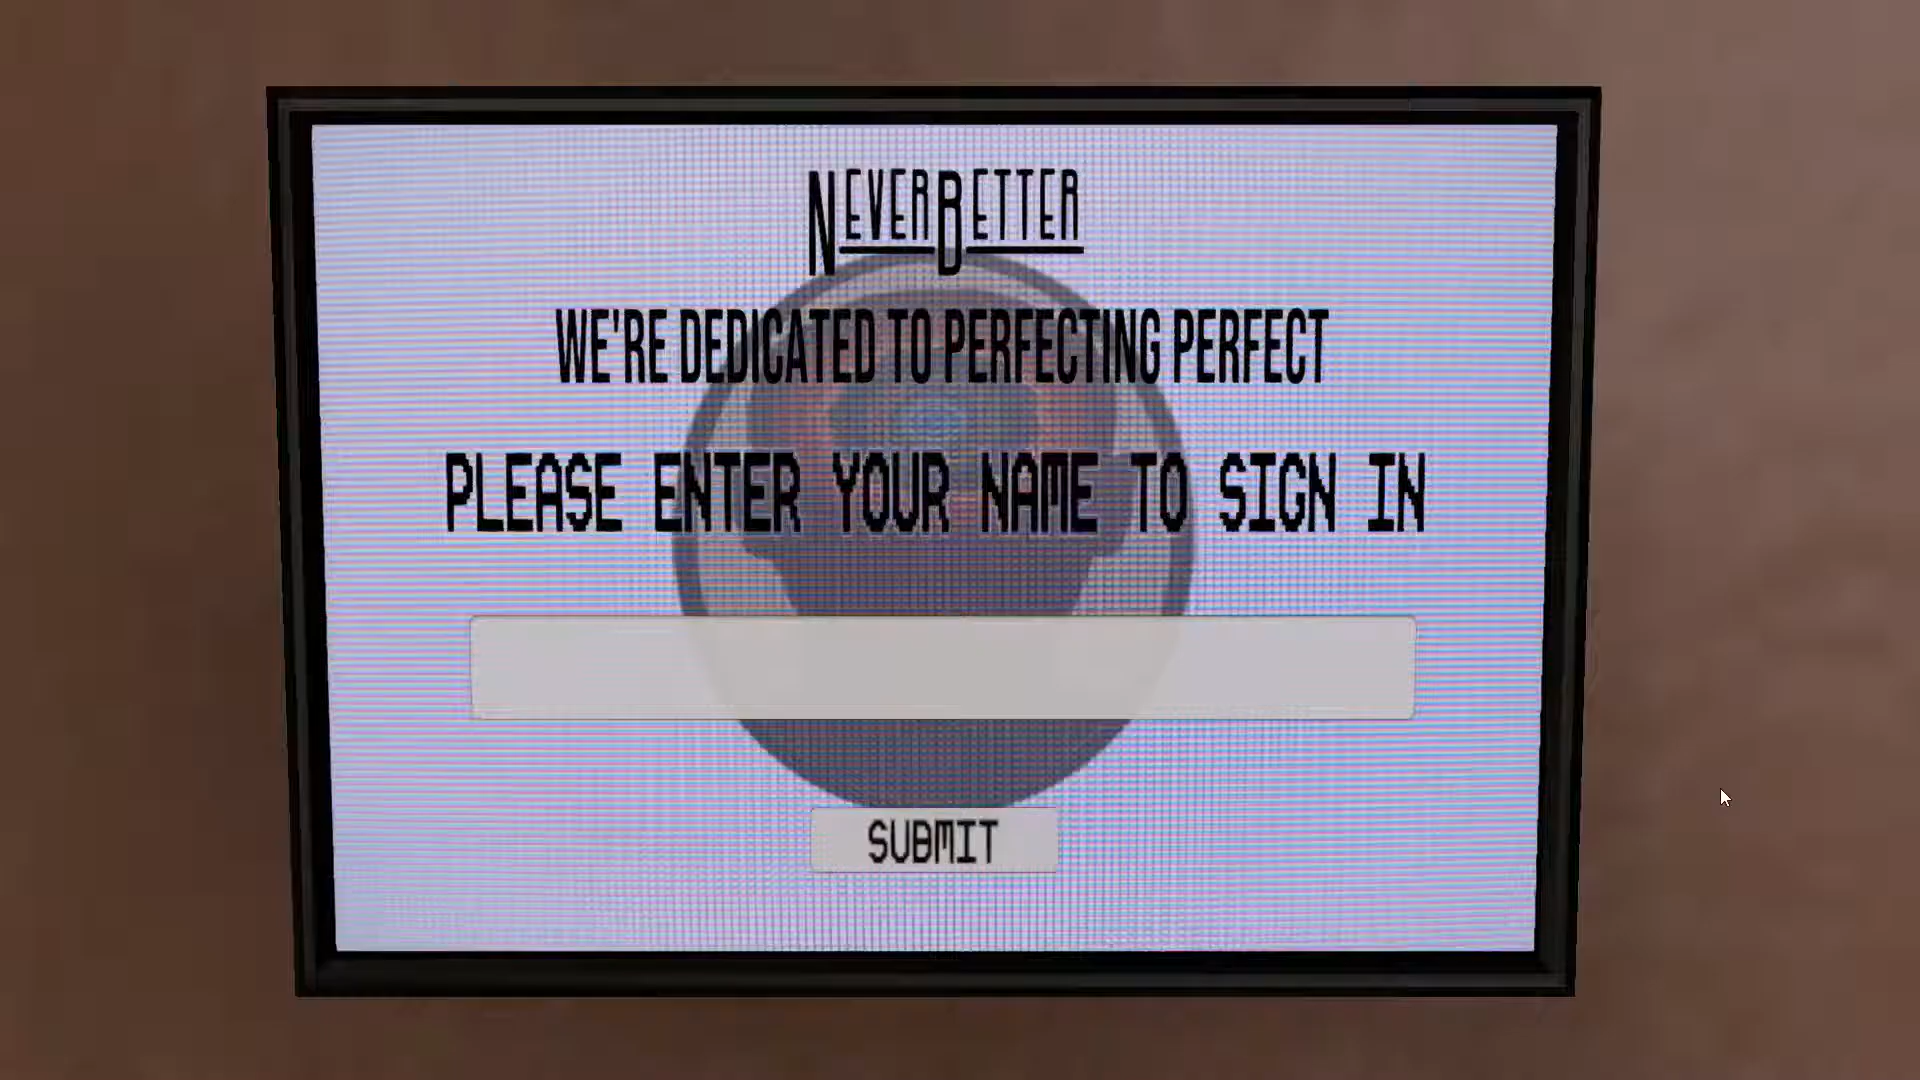 NEVERBETTER
WE'RE DEDICATED TO PERFECTING PERFECT
PLEASE ENTER YOUR NAME TO SIGN IN
SUBMIT